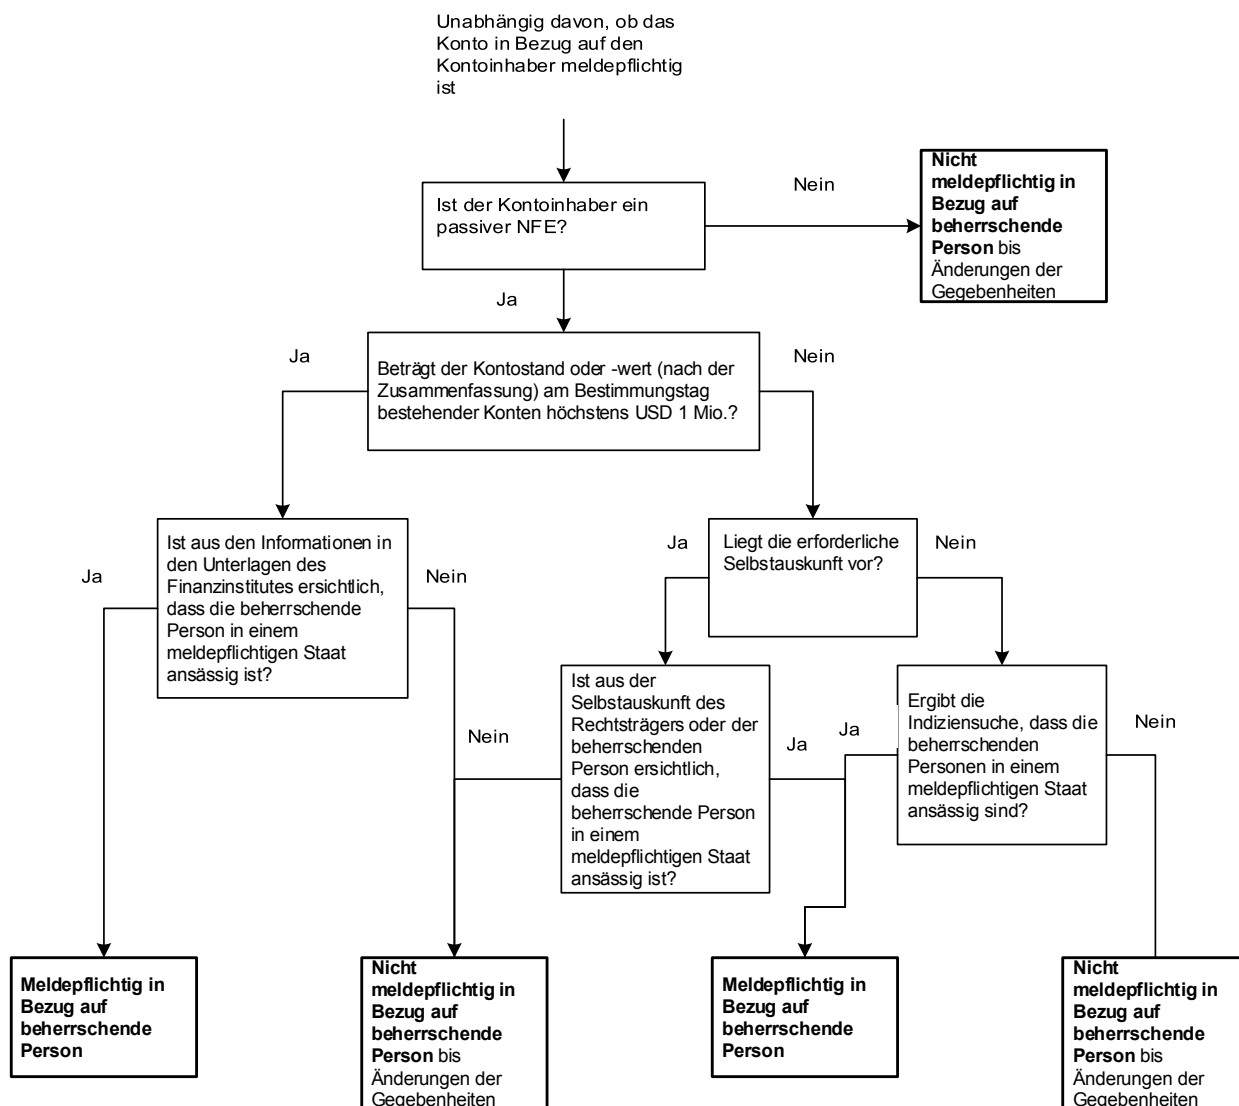 Unabhängig davon, ob das
Konto in Bezug auf den
Kontoinhaber meldepflichtig
ist
Nicht
meldepflichtig in
Bezug auf
beherrschende
Person bis
Änderungen der
Gegebenheiten
Nein
Ist der Kontoinhaber ein
passiver NFE?
Ja
Ja
Nein
Beträgt der Kontostand oder -wert (nach der
Zusammenfassung) am Bestimmungstag
bestehender Konten höchstens USD 1 Mio.?
Ist aus den Informationen in
den Unterlagen des
Finanzinstitutes ersichtlich,
dass die beherrschende
Person in einem
meldepflichtigen Staat
ansässig ist?
Ja
Nein
Ja
Liegt die erforderliche
Selbstauskunft vor?
Nein
Nein
Ist aus der
Selbstauskunft des
Rechtsträgers oder der
beherrschenden
Person ersichtlich,
dass die
beherrschende Person
in einem
meldepflichtigen Staat
ansässig ist?
Ja
Ja
Ergibt die
Indiziensuche, dass die
beherrschenden
Personen in einem
meldepflichtigen Staat
ansässig sind?
Nein
Meldepflichtig in
Bezug auf
beherrschende
Person
Nicht
meldepflichtig in
Bezug auf
beherrschende
Person bis
Änderungen der
Gegebenheiten
Meldepflichtig in
Bezug auf
beherrschende
Person
Nicht
meldepflichtig in
Bezug auf
beherrschende
Person bis
Änderungen der
Gegebenheiten